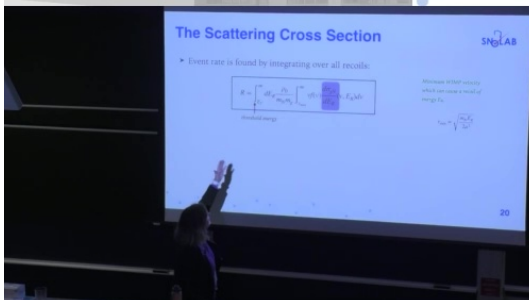 The Scattering Cross Section
SNOLAB
➤ Event rate is found by integrating over all recoils:
threshold energy
Minimum WIMP velocity
which can cause a recoil of
energy
20